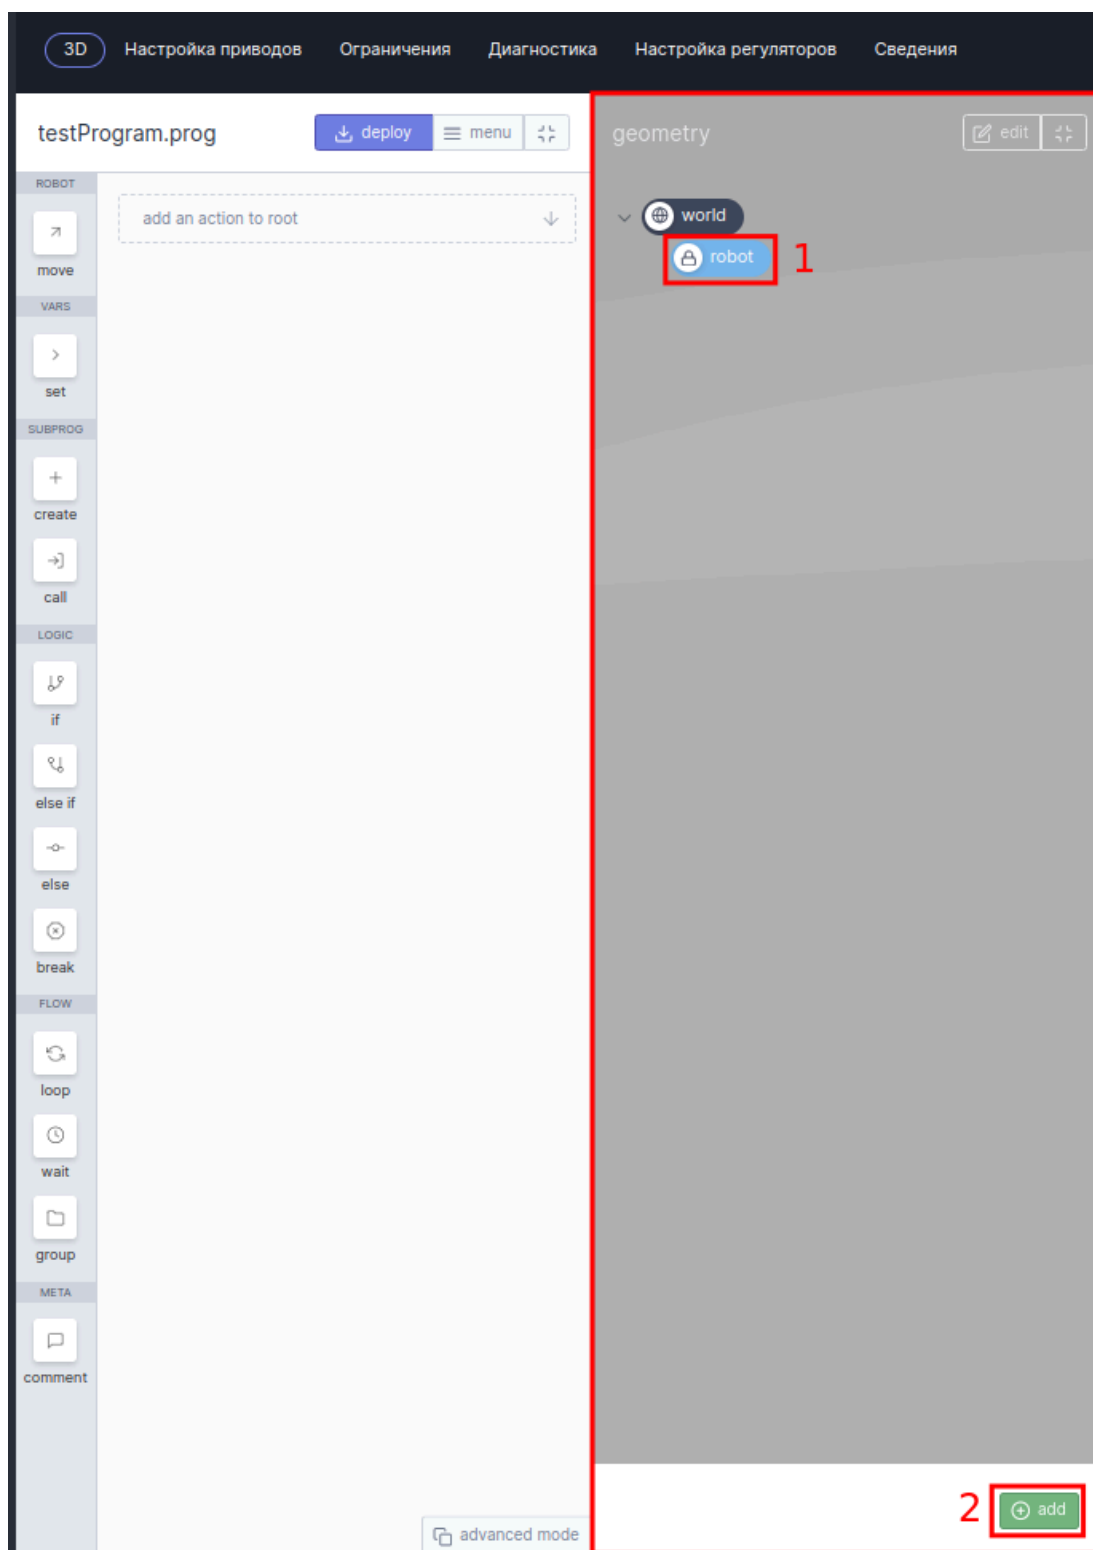 3D Настройка приводов Ограничения Диагностика Настройка регуляторов Сведения
testProgram.prog deploy menu
geometry edit
ROBOT
move
VARS
set
SUBPROG
create
call
LOGIC
if
else if
else
break
FLOW
loop
wait
group
META
comment
add an action to root
advanced mode
world
robot 1
2 add